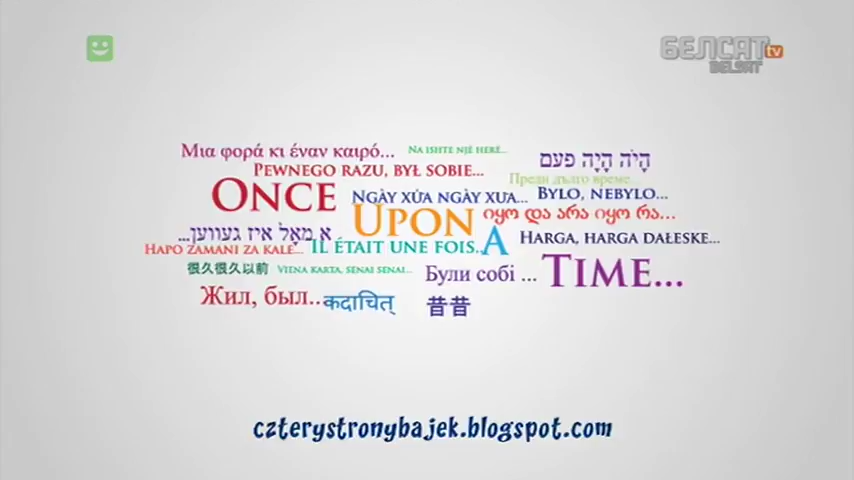 БЕЛСАТ tv
BELSAT
Μια φορά κι έναν καιρό...
Na ishte një herë...
הָיֹה הָיָה פעם
Pewnego razu, był sobie...
Преди дълго време...
Once
Ngày xửa ngày xưa...
Bylo, nebylo...
Upon
იყო და არა იყო რა...
א מאָל איז געווען...
Harga, harga dałeske...
Hapo zamani za kale...
Il était une fois...
A
很久很久以前
Viena karta, senai senai...
Були собі ...
Time...
Жил, был...
कदाचित्
昔昔
czterystronybajek.blogspot.com